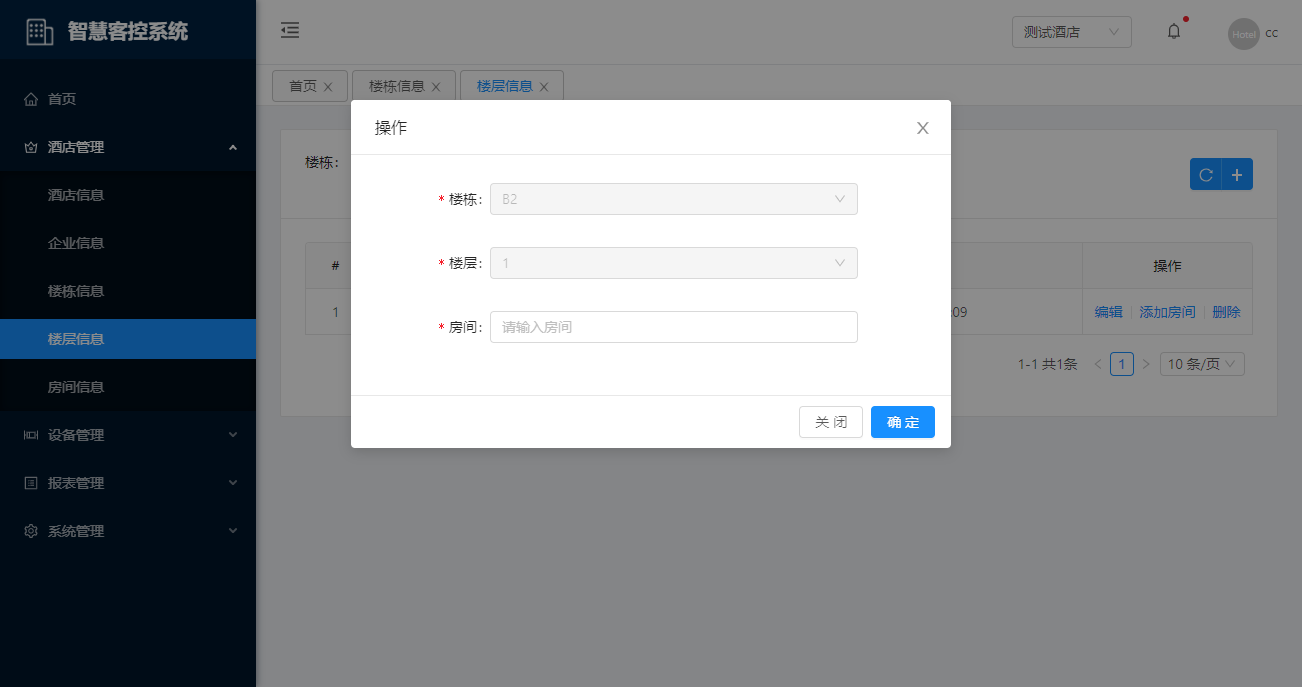 智慧客控系统
测试酒店
Hotel
cc
首页
酒店管理
酒店信息
企业信息
楼栋信息
楼层信息
房间信息
设备管理
报表管理
系统管理
首页
楼栋信息
楼层信息
楼栋:
操作
* 楼栋: B2
* 楼层: 1
* 房间: 请输入房间
关 闭
确 定
# 操作
1 :09 编辑 添加房间 删除
1-1 共1条 < 1 > 10 条/页